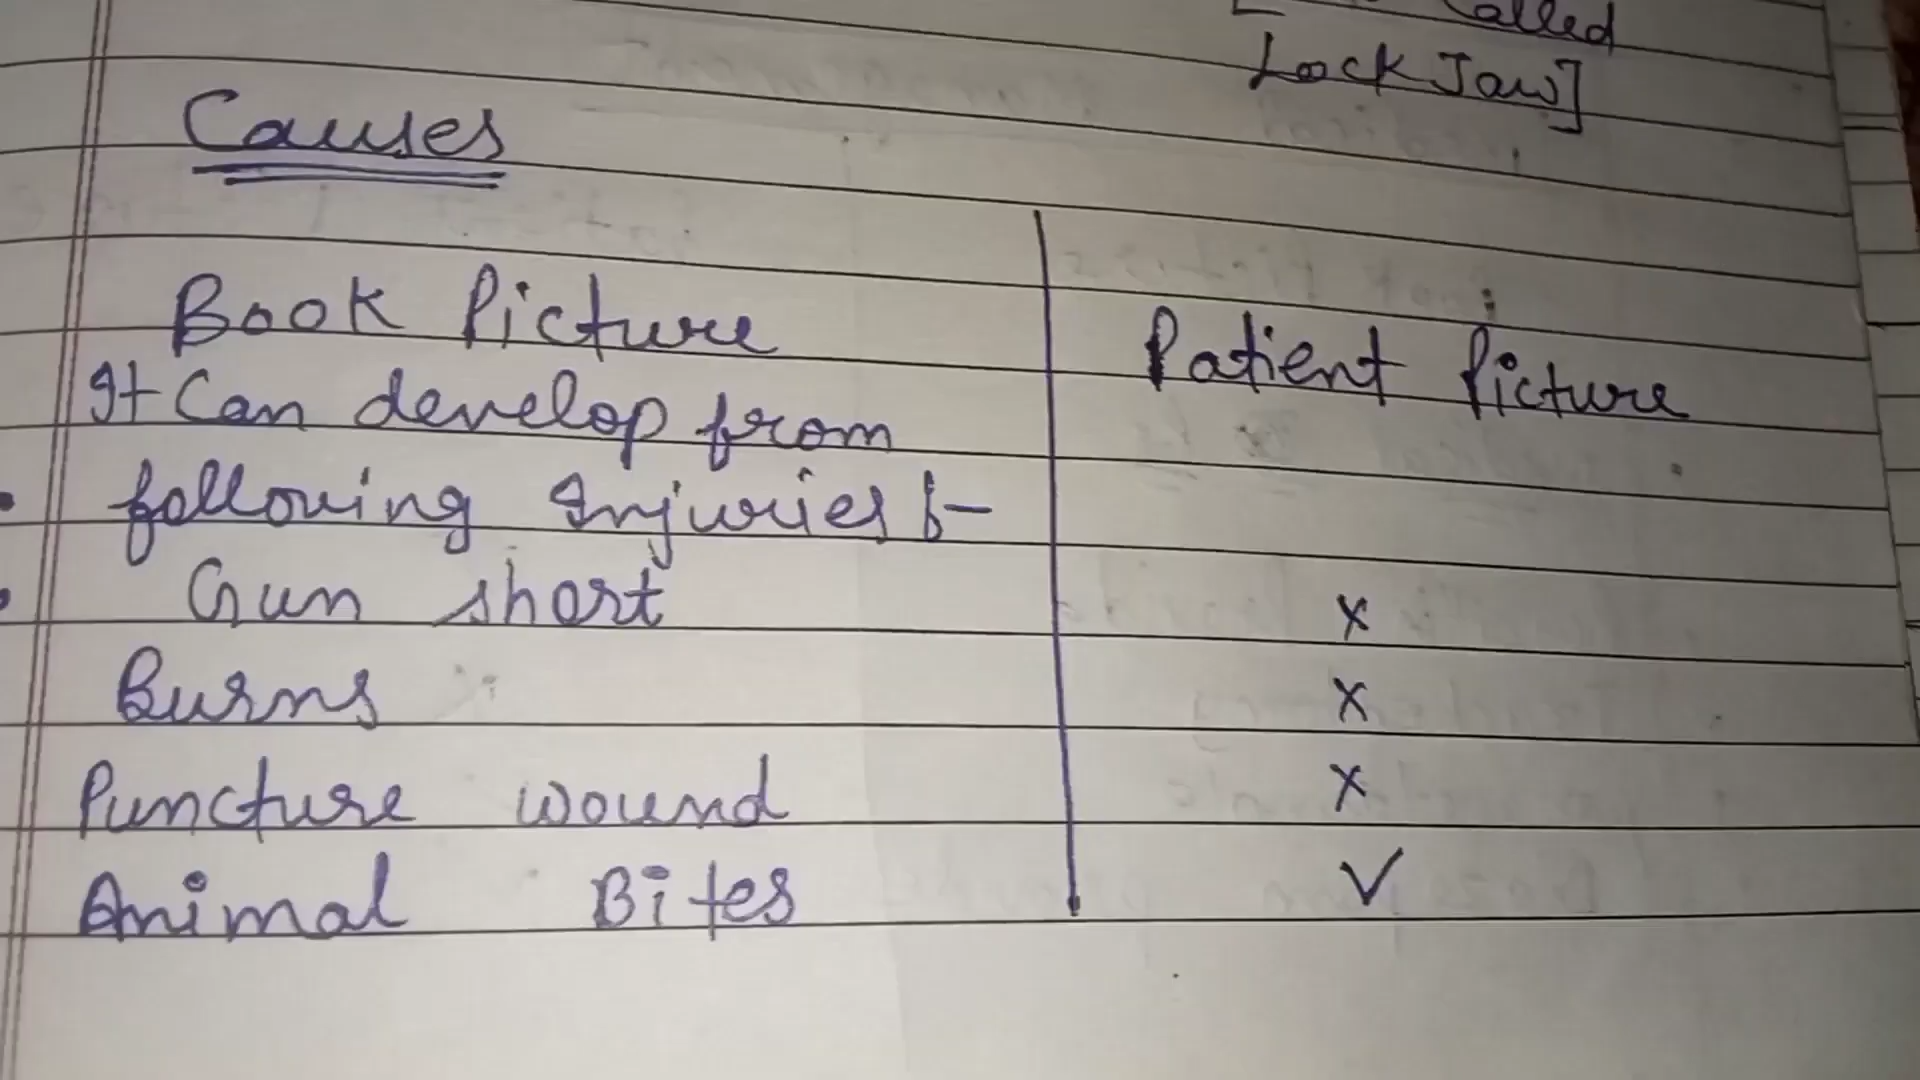 called
Lock Jaw]
Causes
Book Picture
Patient Picture
It Can develop from
following Injuries :-
Gun short x
Burns x
Puncture wound x
Animal Bites ✓